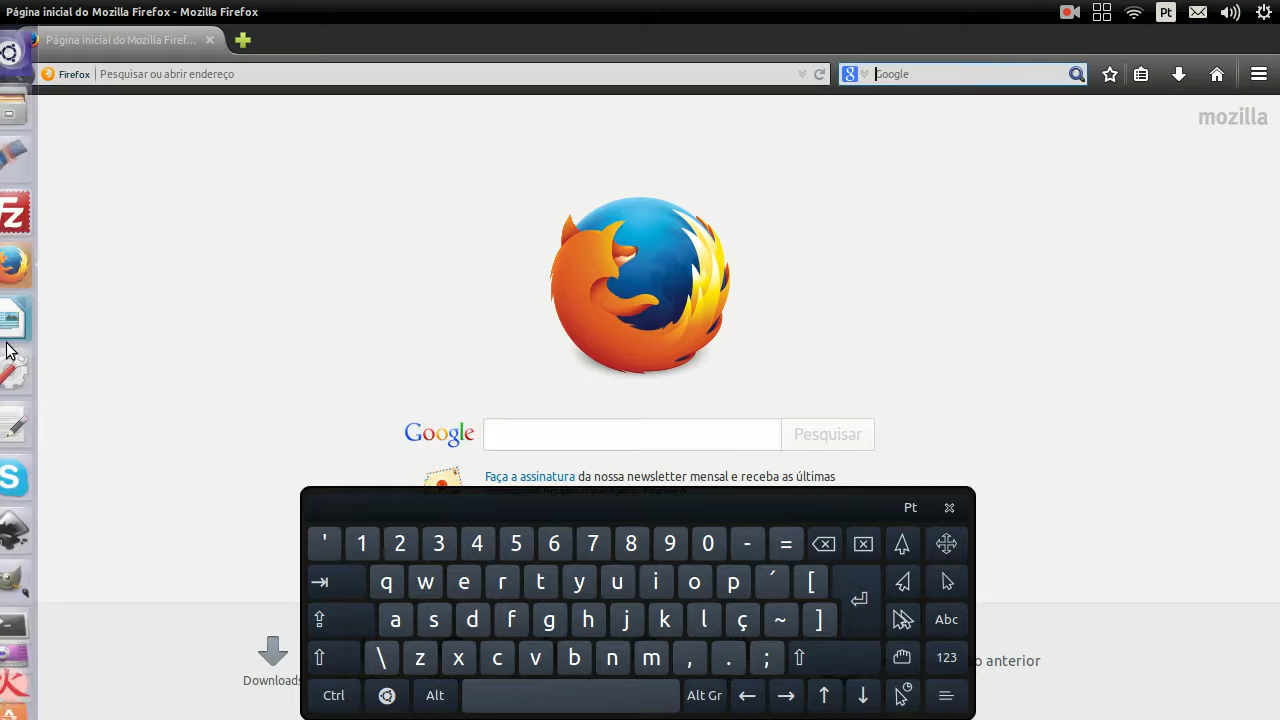 Página inicial do Mozilla Firefox - Mozilla Firefox
Pt
Página inicial do Mozilla Firef...
Firefox
Pesquisar ou abrir endereço
8
Google
mozilla
Fz
Google
Pesquisar
Faça a assinatura da nossa newsletter mensal e receba as últimas
S
Pt
' 1 2 3 4 5 6 7 8 9 0 - =
q w e r t y u i o p ´ [
a s d f g h j k l ç ~ ] Abc
\ z x c v b n m , . ; 123
Ctrl Alt Alt Gr
Downloads
o anterior